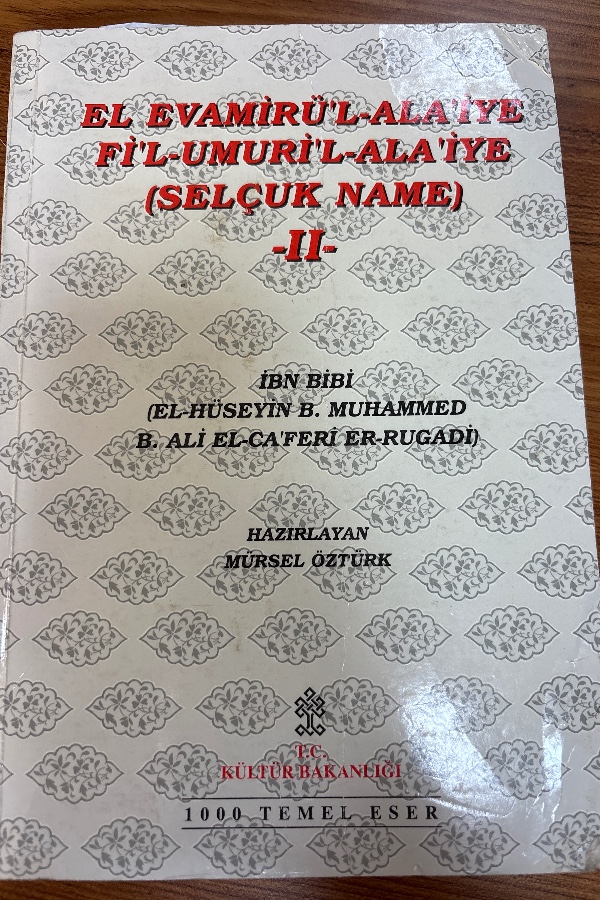 EL EVAMİRÜ'L-ALA'İYE
Fİ'L-UMURİ'L-ALA'İYE
(SELÇUK NAME)
-II-
İBN BİBİ
(EL-HÜSEYİN B. MUHAMMED
B. ALİ EL-CA'FERİ ER-RUGADİ)
HAZIRLAYAN
MÜRSEL ÖZTÜRK
T.C.
KÜLTÜR BAKANLIĞI
1000 TEMEL ESER